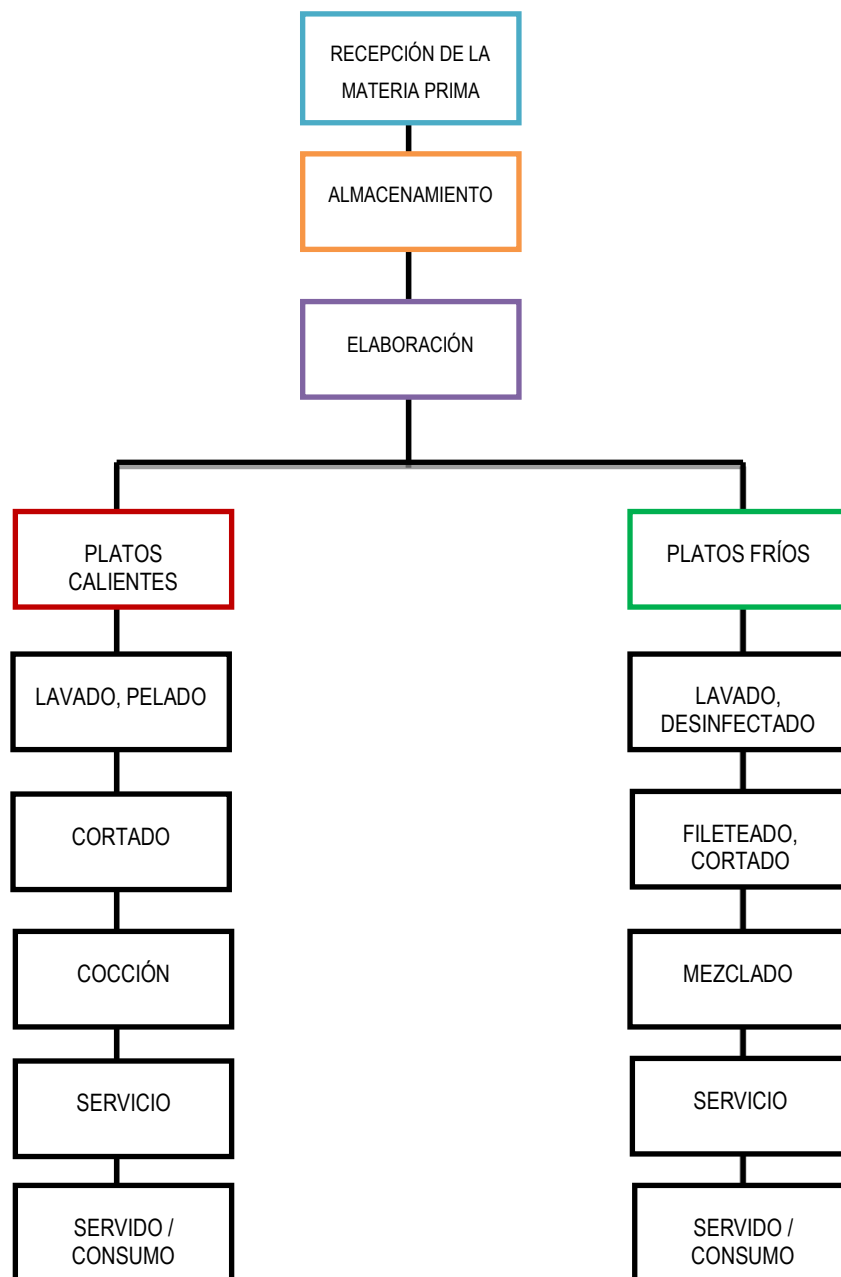 RECEPCIÓN DE LA
MATERIA PRIMA
ALMACENAMIENTO
ELABORACIÓN
PLATOS
CALIENTES
LAVADO, PELADO
CORTADO
COCCIÓN
SERVICIO
SERVIDO /
CONSUMO
PLATOS FRÍOS
LAVADO,
DESINFECTADO
FILETEADO,
CORTADO
MEZCLADO
SERVICIO
SERVIDO /
CONSUMO